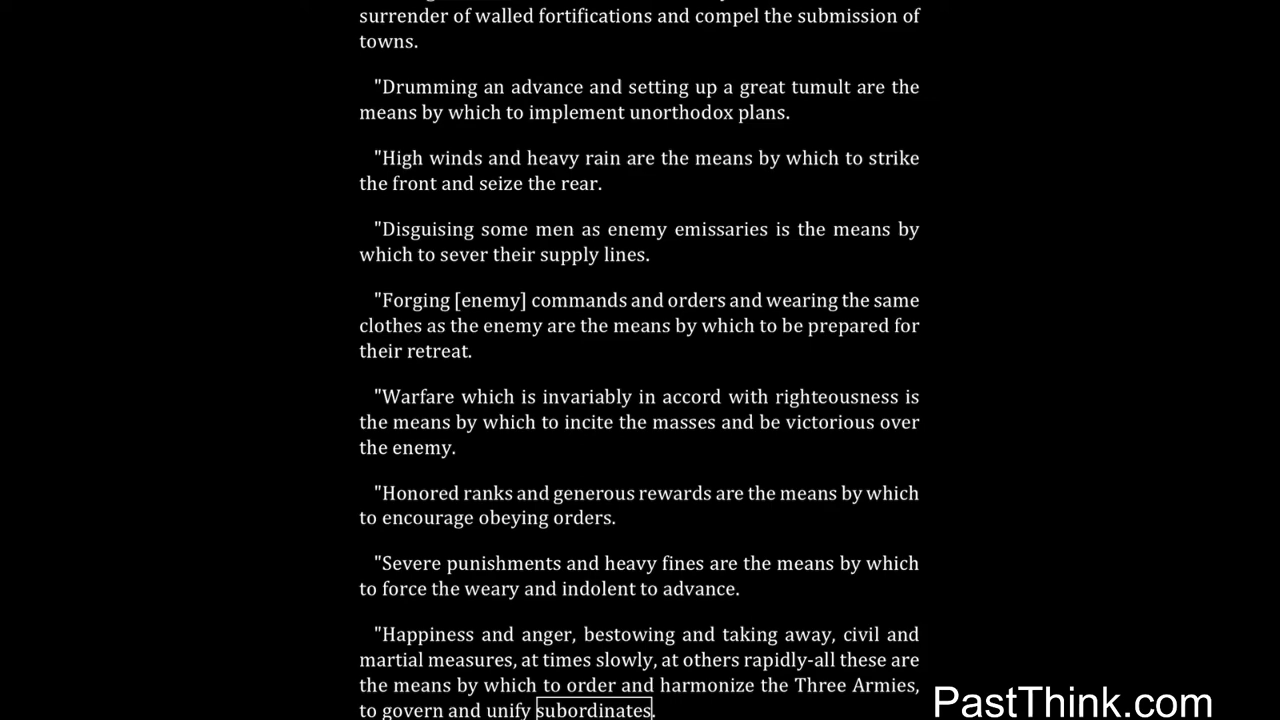 surrender of walled fortifications and compel the submission of
towns.
"Drumming an advance and setting up a great tumult are the
means by which to implement unorthodox plans.
"High winds and heavy rain are the means by which to strike
the front and seize the rear.
"Disguising some men as enemy emissaries is the means by
which to sever their supply lines.
"Forging [enemy] commands and orders and wearing the same
clothes as the enemy are the means by which to be prepared for
their retreat.
"Warfare which is invariably in accord with righteousness is
the means by which to incite the masses and be victorious over
the enemy.
"Honored ranks and generous rewards are the means by which
to encourage obeying orders.
"Severe punishments and heavy fines are the means by which
to force the weary and indolent to advance.
"Happiness and anger, bestowing and taking away, civil and
martial measures, at times slowly, at others rapidly-all these are
the means by which to order and harmonize the Three Armies,
to govern and unify subordinates.
PastThink.com